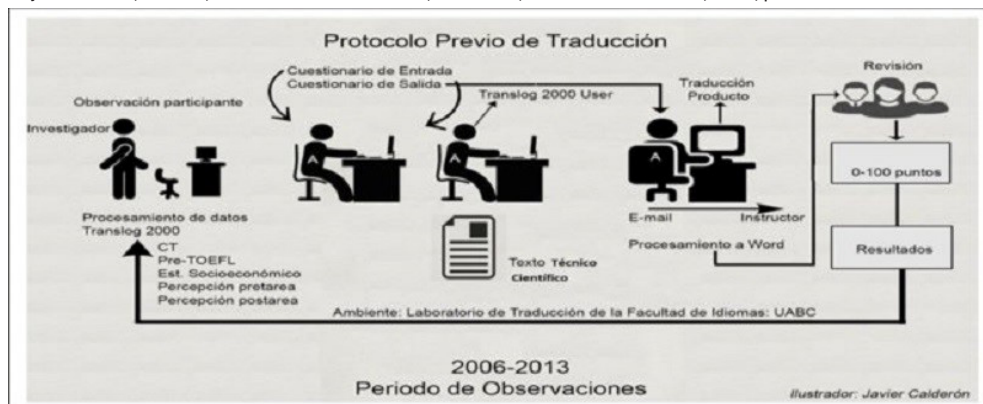 Protocolo Previo de Traducción
Cuestionario de Entrada
Cuestionario de Salida
Translog 2000 User
Traducción
Producto
Revisión
Observación participante
Investigador
A
A
A
0-100 puntos
E-mail
Instructor
Procesamiento de datos
Translog 2000
CT
Pre-TOEFL
Est. Socioeconómico
Percepción pretarea
Percepción postarea
Texto Técnico
Científico
Procesamiento a Word
Resultados
Ambiente: Laboratorio de Traducción de la Facultad de Idiomas: UABC
2006-2013
Periodo de Observaciones
Ilustrador: Javier Calderón